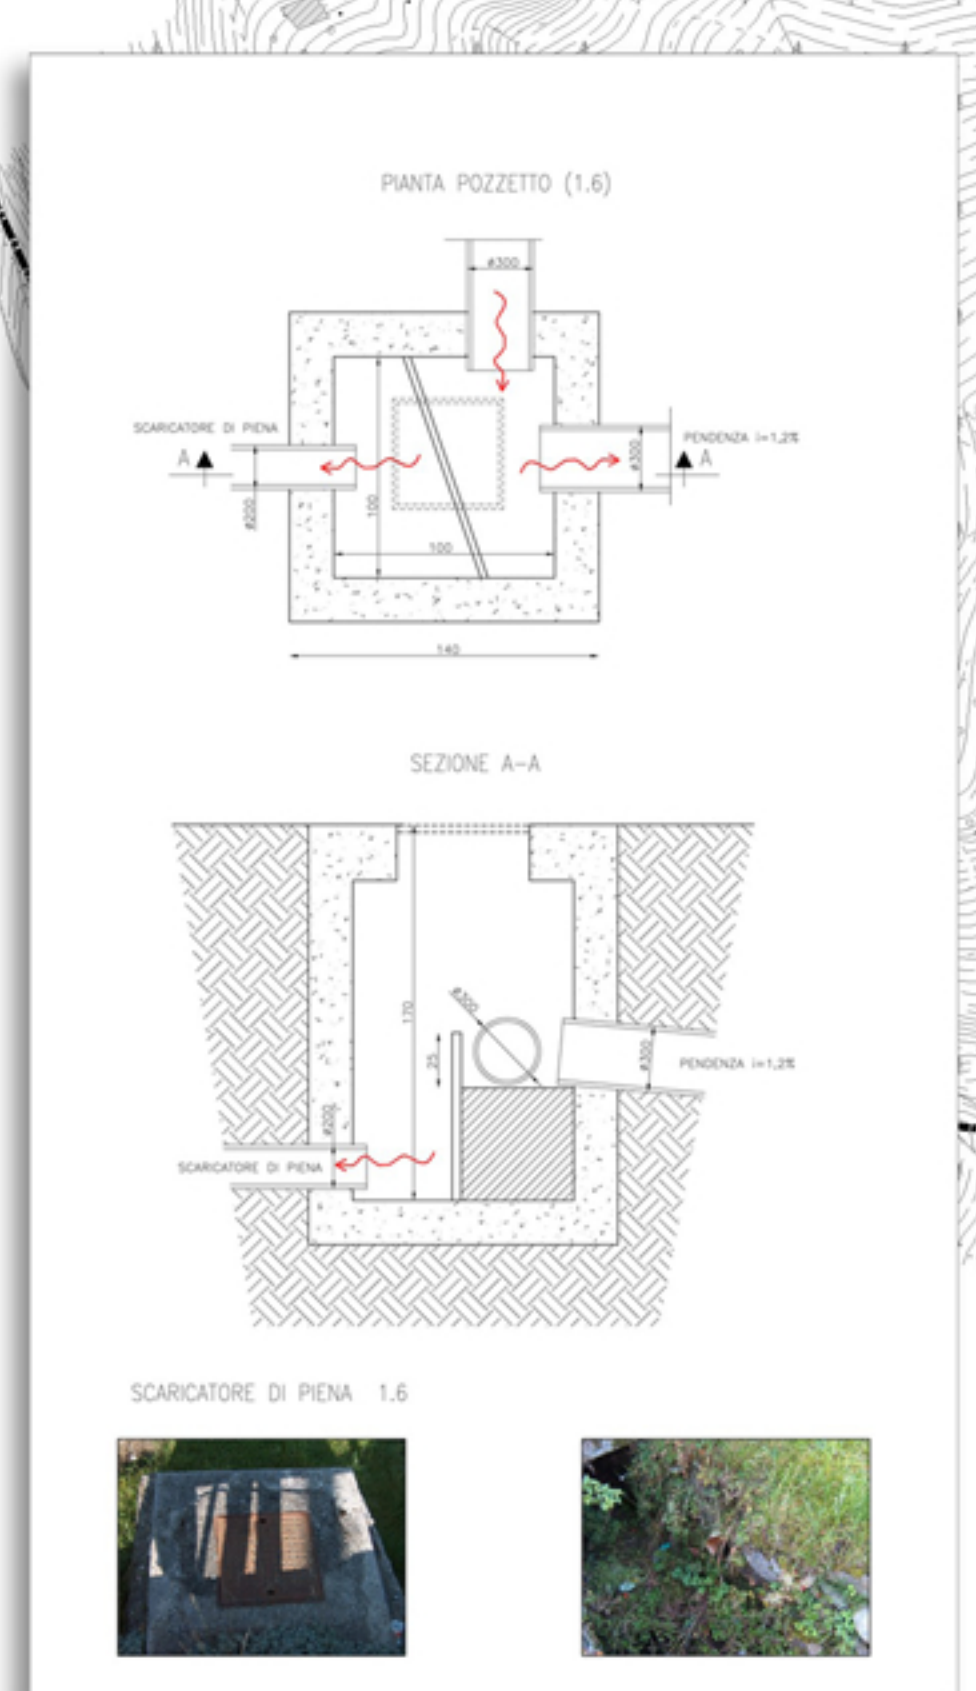 PIANTA POZZETTO (1.6)
ø300
SCARICATORE DI PIENA
PENDENZA i=1,2%
A
A
ø300
ø200
100
100
140
SEZIONE A-A
170
ø300
25
ø300
PENDENZA i=1,2%
ø200
SCARICATORE DI PIENA
SCARICATORE DI PIENA 1.6